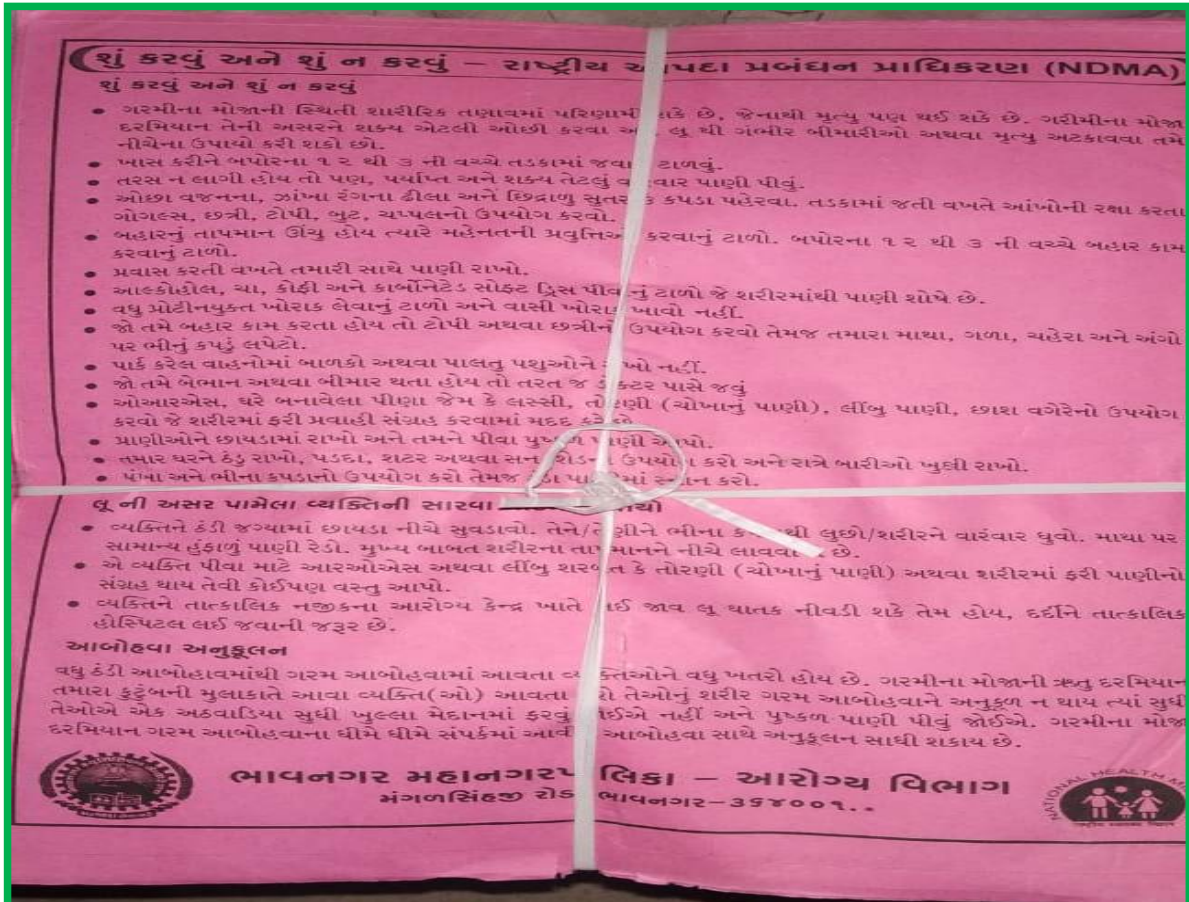 શું કરવું અને શું ન કરવું – રાષ્ટ્રીય આપદા પ્રબંધન પ્રાધિકરણ (NDMA)
શું કરવું અને શું ન કરવું
• ગરમીના મોજાની સ્થિતી શારીરિક તણાવમાં પરિણામી શકે છે, જેનાથી મૃત્યુ પણ થઈ શકે છે. ગરીમીના મોજા
દરમિયાન તેની અસરને શક્ય એટલી ઓછી કરવા અને લૂ થી ગંભીર બીમારીઓ અથવા મૃત્યુ અટકાવવા તમે
નીચેના ઉપાયો કરી શકો છો.
• ખાસ કરીને બપોરના ૧૨ થી ૩ ની વચ્ચે તડકામાં જવાનું ટાળવું.
• તરસ ન લાગી હોય તો પણ, પર્યાપ્ત અને શક્ય તેટલું વારંવાર પાણી પીવું.
• ઓછા વજનના, ઝાંખા રંગના ઢીલા અને છિદ્રાળુ સુતરાઉ કપડા પહેરવા. તડકામાં જતી વખતે આંખોની રક્ષા કરતા
ગોગલ્સ, છત્રી, ટોપી, બુટ, ચપ્પલનો ઉપયોગ કરવો.
• બહારનું તાપમાન ઊંચુ હોય ત્યારે મહેનતની પ્રવુત્તિઓ કરવાનું ટાળો. બપોરના ૧૨ થી ૩ ની વચ્ચે બહાર કામ
કરવાનું ટાળો.
• પ્રવાસ કરતી વખતે તમારી સાથે પાણી રાખો.
• આલ્કોહોલ, ચા, કોફી અને કાર્બોનેટેડ સોફ્ટ ડ્રિસ પીવાનું ટાળો જે શરીરમાંથી પાણી શોષે છે.
• વધુ પ્રોટીનયુક્ત ખોરાક લેવાનું ટાળો અને વાસી ખોરાક ખાવો નહીં.
• જો તમે બહાર કામ કરતા હોય તો ટોપી અથવા છત્રીનો ઉપયોગ કરવો તેમજ તમારા માથા, ગળા, ચહેરા અને અંગો
પર ભીનું કપડું લપેટો.
• પાર્ક કરેલ વાહનોમાં બાળકો અથવા પાલતુ પશુઓને રાખો નહીં.
• જો તમે બેભાન અથવા બીમાર થતા હોય તો તરત જ ડોક્ટર પાસે જવું
• ઓઆરએસ, ઘરે બનાવેલા પીણા જેમ કે લસ્સી, તોરણી (ચોખાનું પાણી), લીંબુ પાણી, છાશ વગેરેનો ઉપયોગ
કરવો જે શરીરમાં ફરી પ્રવાહી સંગ્રહ કરવામાં મદદ કરે છે
• પ્રાણીઓને છાયડામાં રાખો અને તમને પીવા પુષ્કળ પાણી આપો.
• તમાર ઘરને ઠંડુ રાખો, પડદા, શટર અથવા સન શેડનો ઉપયોગ કરો અને રાત્રે બારીઓ ખુલ્લી રાખો.
• પંખા અને ભીના કપડાનો ઉપયોગ કરો તેમજ ઠંડા પાણીમાં સ્નાન કરો.
લૂ ની અસર પામેલા વ્યક્તિની
• વ્યક્તિને ઠંડી જગ્યામાં છાયડા નીચે સુવડાવો. તેને/તેણીને ભીના કપડાથી લુછો/શરીરને વારંવાર ધુવો. માથા પર
સામાન્ય હુંફાળું પાણી રેડો. મુખ્ય બાબત શરીરના તાપમાનને નીચે લાવવાની છે.
• એ વ્યક્તિ પીવા માટે આરઓએસ અથવા લીંબુ શરબત કે તોરણી (ચોખાનું પાણી) અથવા શરીરમાં ફરી પાણીનો
સંગ્રહ થાય તેવી કોઈપણ વસ્તુ આપો.
• વ્યક્તિને તાત્કાલિક નજીકના આરોગ્ય કેન્દ્ર ખાતે લઈ જાવ લૂ ઘાતક નીવડી શકે તેમ હોય, દર્દીને તાત્કાલિક
હોસ્પિટલ લઈ જવાની જરૂર છે.
આબોહવા અનુકૂલન
વધુ ઠંડી આબોહાવમાંથી ગરમ આબોહવામાં આવતા વ્યક્તિઓને વધુ ખતરો હોય છે. ગરમીના મોજાની ઋતુ દરમિયાન
તમારા કુટુંબની મુલાકાતે આવા વ્યક્તિ(ઓ) આવતા તેઓનું શરીર ગરમ આબોહવાને અનુકૂળ ન થાય ત્યાં સુધી
તેઓએ એક અઠવાડિયા સુધી ખુલ્લા મેદાનમાં ફરવું જોઈએ નહીં અને પુષ્કળ પાણી પીવું જોઈએ. ગરમીના મોજા
દરમિયાન ગરમ આબોહવાના ધીમે ધીમે સંપર્કમાં આવી આબોહવા સાથે અનુકૂલન સાધી શકાય છે.
ભાવનગર મહાનગરપાલિકા – આરોગ્ય વિભાગ
મંગળસિંહજી રોડ, ભાવનગર-૩૬૪૦૦૧..